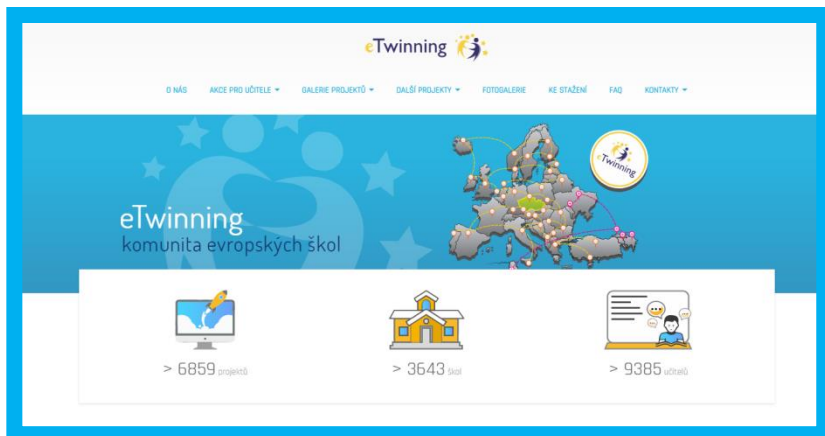 eTwinning
O NÁS AKCE PRO UČITELE GALERIE PROJEKTŮ DALŠÍ PROJEKTY FOTOGALERIE KE STAŽENÍ FAQ KONTAKTY
eTwinning
eTwinning
komunita evropských škol
> 6859 projektů > 3643 škol > 9385 učitelů